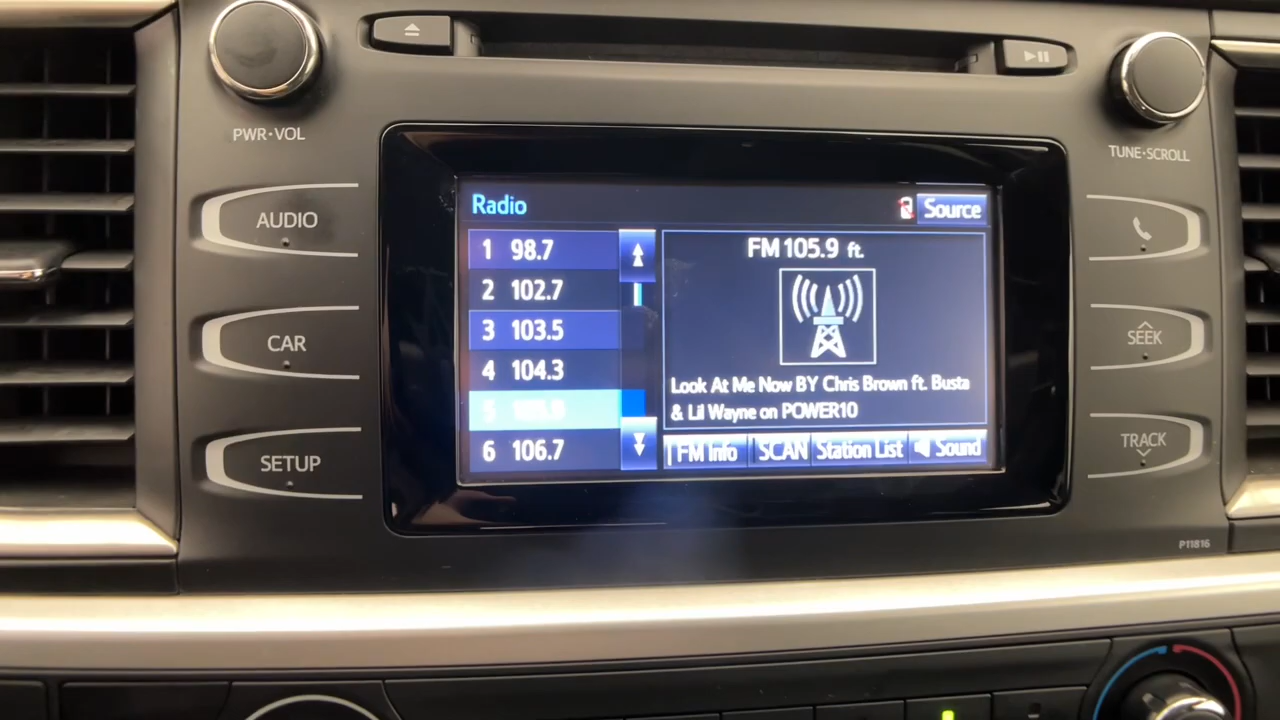 PWR•VOL
TUNE•SCROLL
AUDIO
CAR
SETUP
SEEK
TRACK
Radio
Source
1 98.7
2 102.7
3 103.5
4 104.3
5
6 106.7
FM 105.9 ft.
Look At Me Now BY Chris Brown ft. Busta
& Lil Wayne on POWER10
FM Info
SCAN
Station List
Sound
P11816